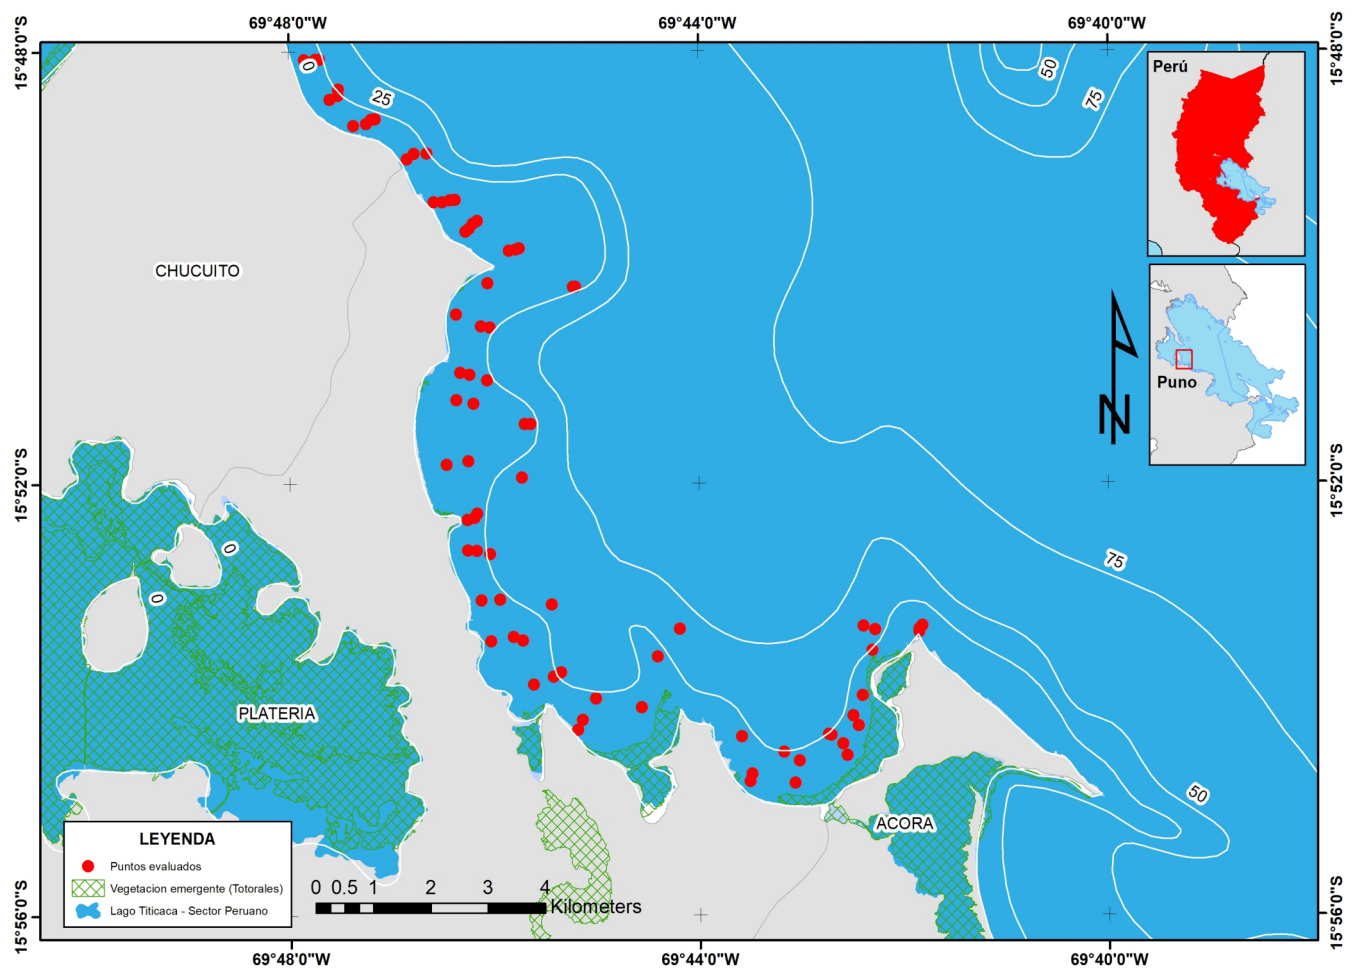 69°48'0"W
69°44'0"W
69°40'0"W
15°48'0"S
15°48'0"S
0
25
50
75
Perú
CHUCUITO
Puno
N
15°52'0"S
15°52'0"S
0
0
75
PLATERIA
50
ACORA
LEYENDA
Puntos evaluados
Vegetacion emergente (Totorales)
Lago Titicaca - Sector Peruano
0 0.5 1 2 3 4
Kilometers
15°56'0"S
15°56'0"S
69°48'0"W
69°44'0"W
69°40'0"W